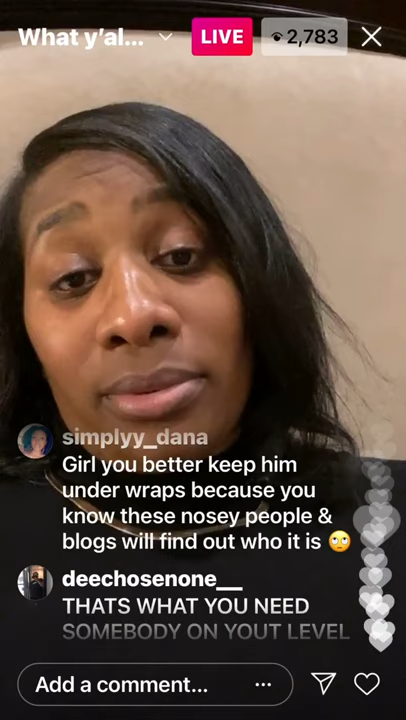 What y'al...
LIVE
2,783
simplyy_dana
Girl you better keep him
under wraps because you
know these nosey people &
blogs will find out who it is 🙄
deechosenone__
THATS WHAT YOU NEED
SOMEBODY ON YOUT LEVEL
Add a comment...